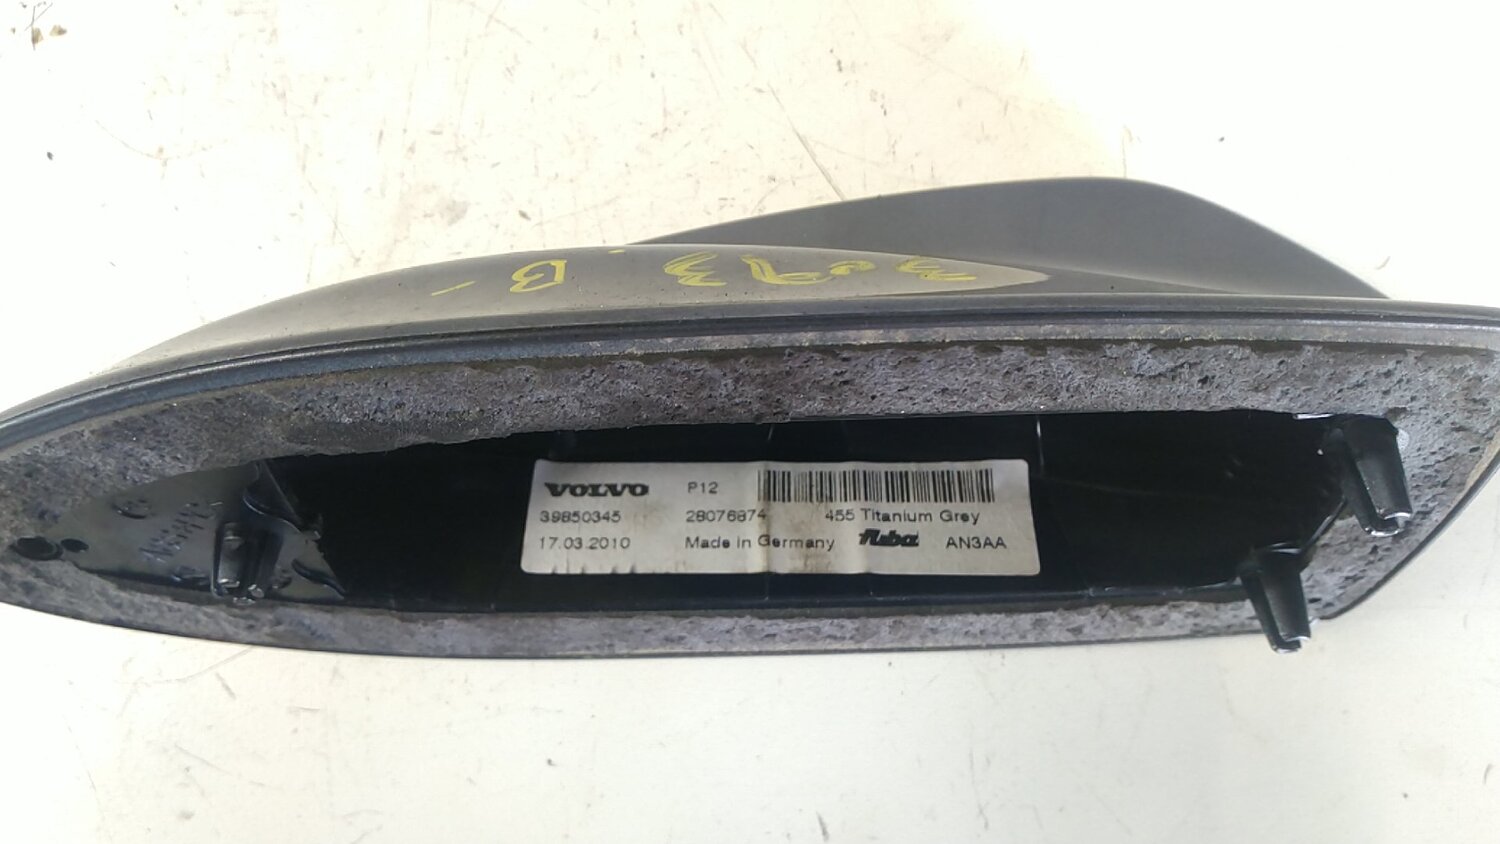 VOLVO P12
39850345 28076874 455 Titanium Grey
17.03.2010 Made in Germany fuba AN3AA